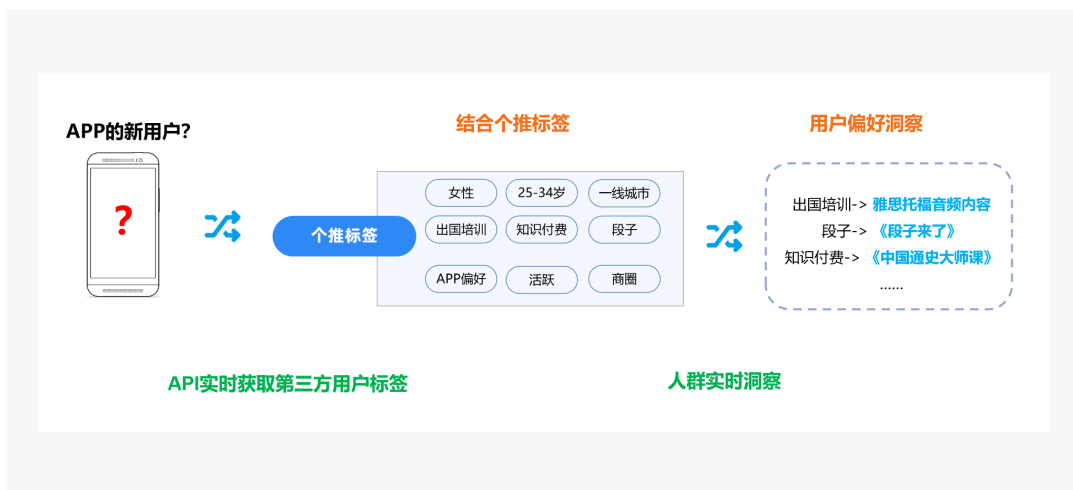 APP的新用户?
?
结合个推标签
用户偏好洞察
个推标签
女性
25-34岁
一线城市
出国培训
知识付费
段子
APP偏好
活跃
商圈
出国培训-> 雅思托福音频内容
段子-> 《段子来了》
知识付费-> 《中国通史大师课》
......
API实时获取第三方用户标签
人群实时洞察